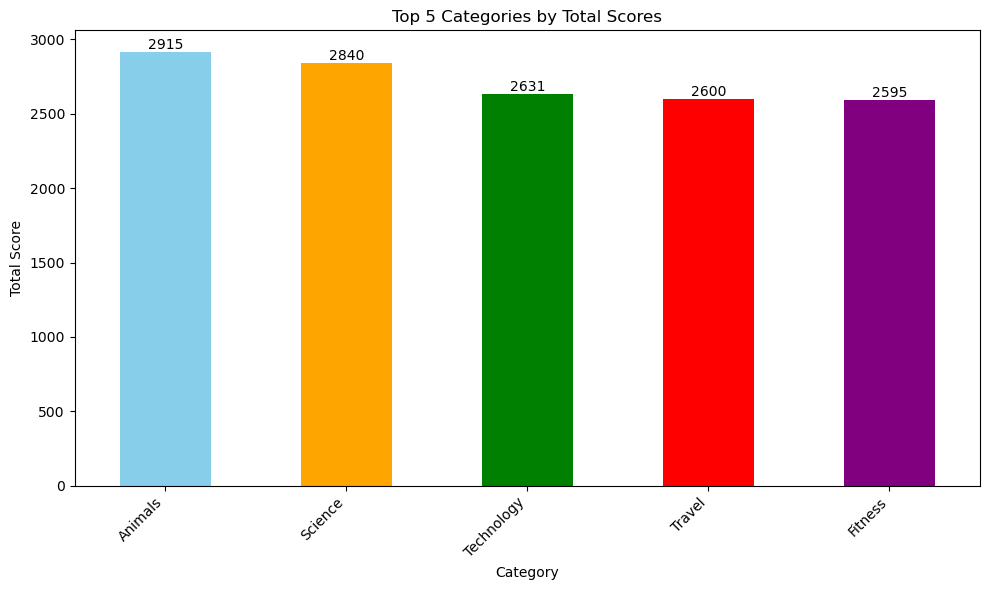 Top 5 Categories by Total Scores
3000
2500
2000
1500
1000
500
0
Total Score
2915
2840
2631
2600
2595
Animals
Science
Technology
Travel
Fitness
Category